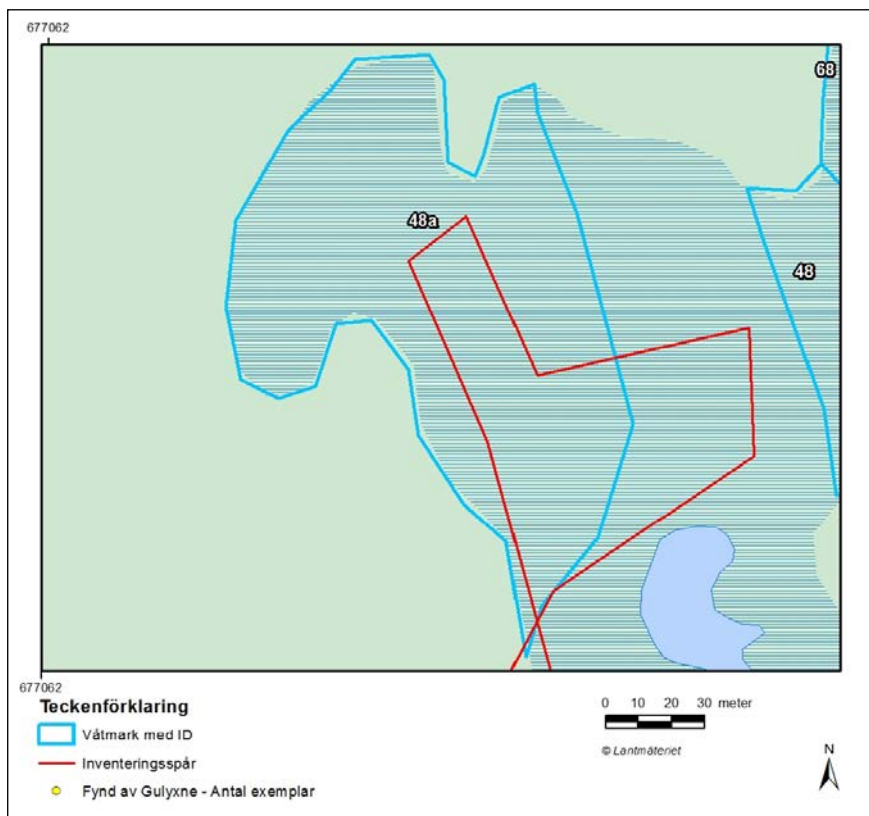 677062
68
48a
48
677062
Teckenförklaring
Våtmark med ID
Inventeringsspår
Fynd av Gulyxne - Antal exemplar
0 10 20 30 meter
© Lantmäteriet
N